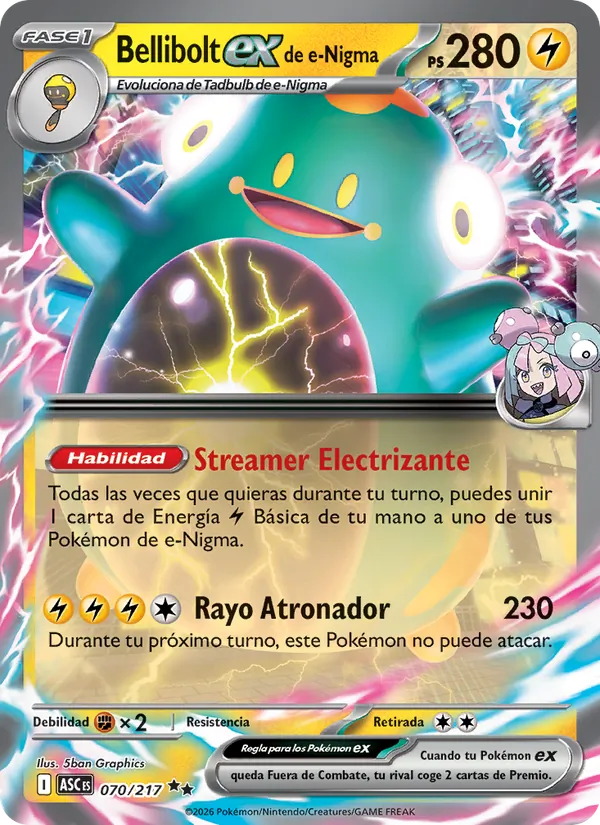 FASE 1
Bellibolt ex de e-Nigma
PS 280
Evoluciona de Tadbulb de e-Nigma
Habilidad Streamer Electrizante
Todas las veces que quieras durante tu turno, puedes unir
1 carta de Energía Básica de tu mano a uno de tus
Pokémon de e-Nigma.
Rayo Atronador 230
Durante tu próximo turno, este Pokémon no puede atacar.
Debilidad ×2 Resistencia Retirada
Ilus. 5ban Graphics
Regla para los Pokémon ex Cuando tu Pokémon ex
queda Fuera de Combate, tu rival coge 2 cartas de Premio.
I ASC ES 070/217
©2026 Pokémon/Nintendo/Creatures/GAME FREAK